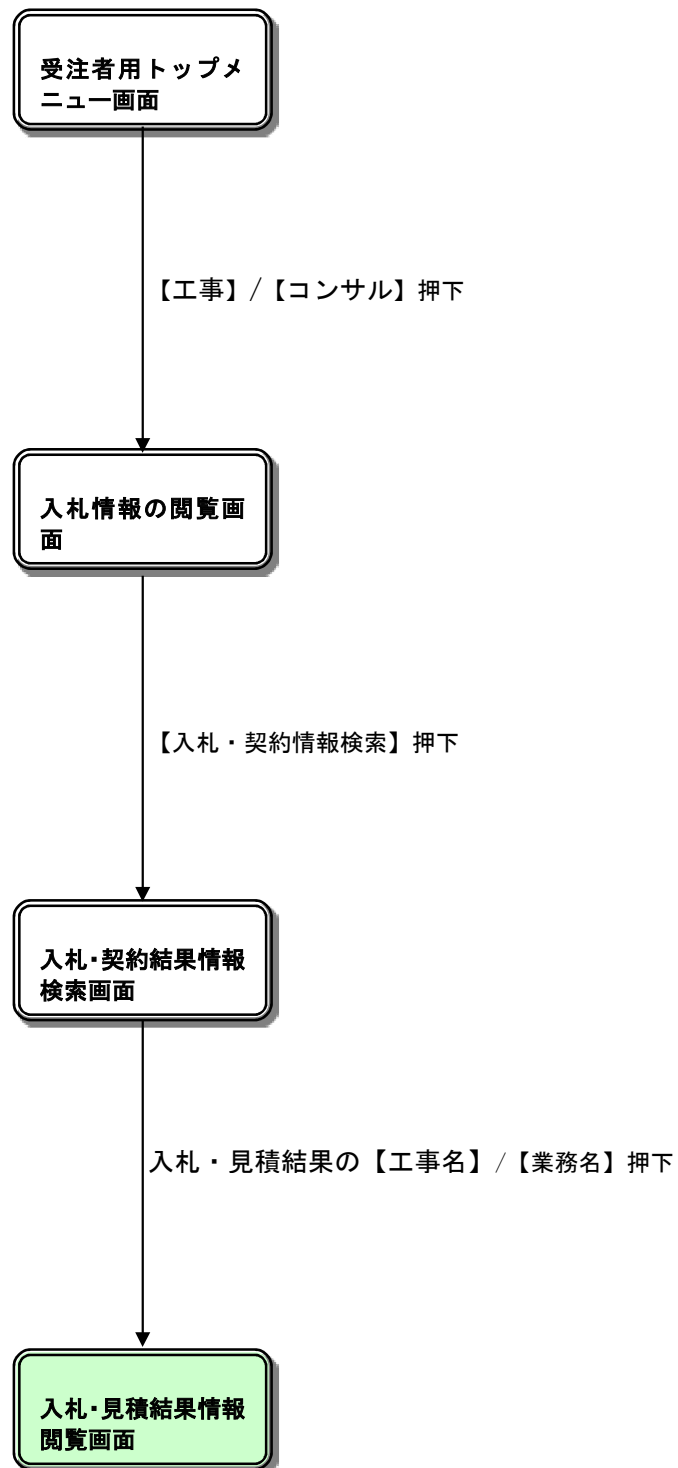 受注者用トップメ
ニュー画面
【工事】/【コンサル】押下
入札情報の閲覧画
面
【入札・契約情報検索】押下
入札・契約結果情報
検索画面
入札・見積結果の【工事名】/【業務名】押下
入札・見積結果情報
閲覧画面